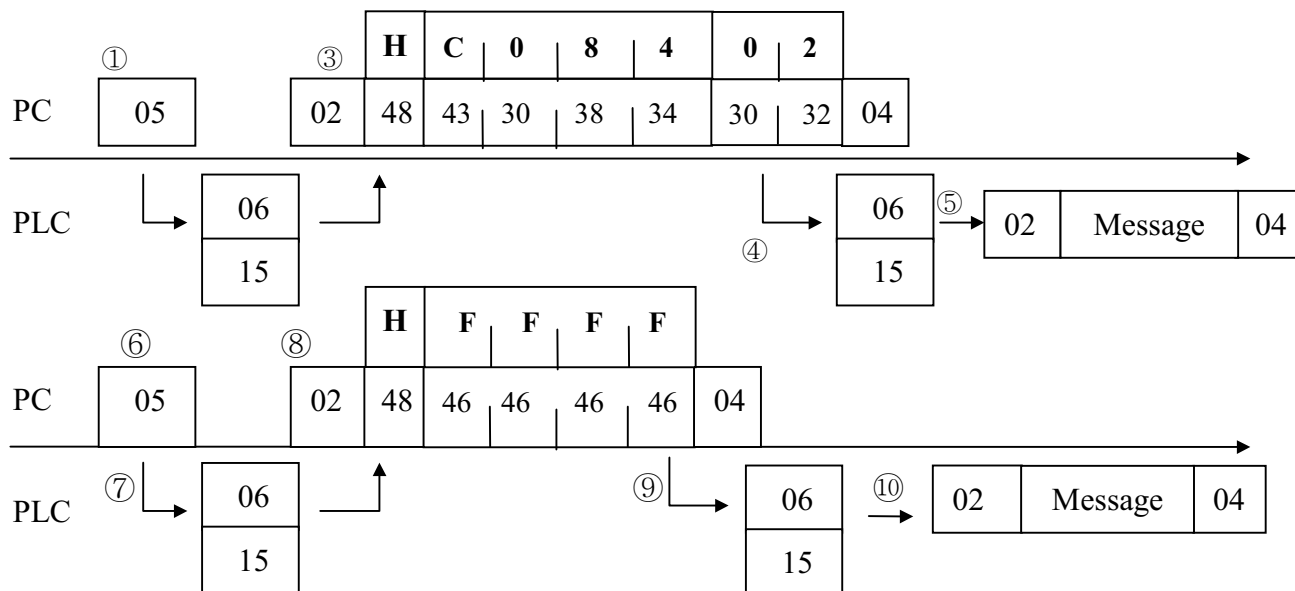 H C 0 8 4 0 2
① ③
PC 05 02 48 43 30 38 34 30 32 04
PLC 06 06 ⑤ 02 Message 04
④
15 15
H F F F F
⑥ ⑧
PC 05 02 48 46 46 46 46 04
PLC ⑦ 06 ⑨ 06 ⑩ 02 Message 04
15 15